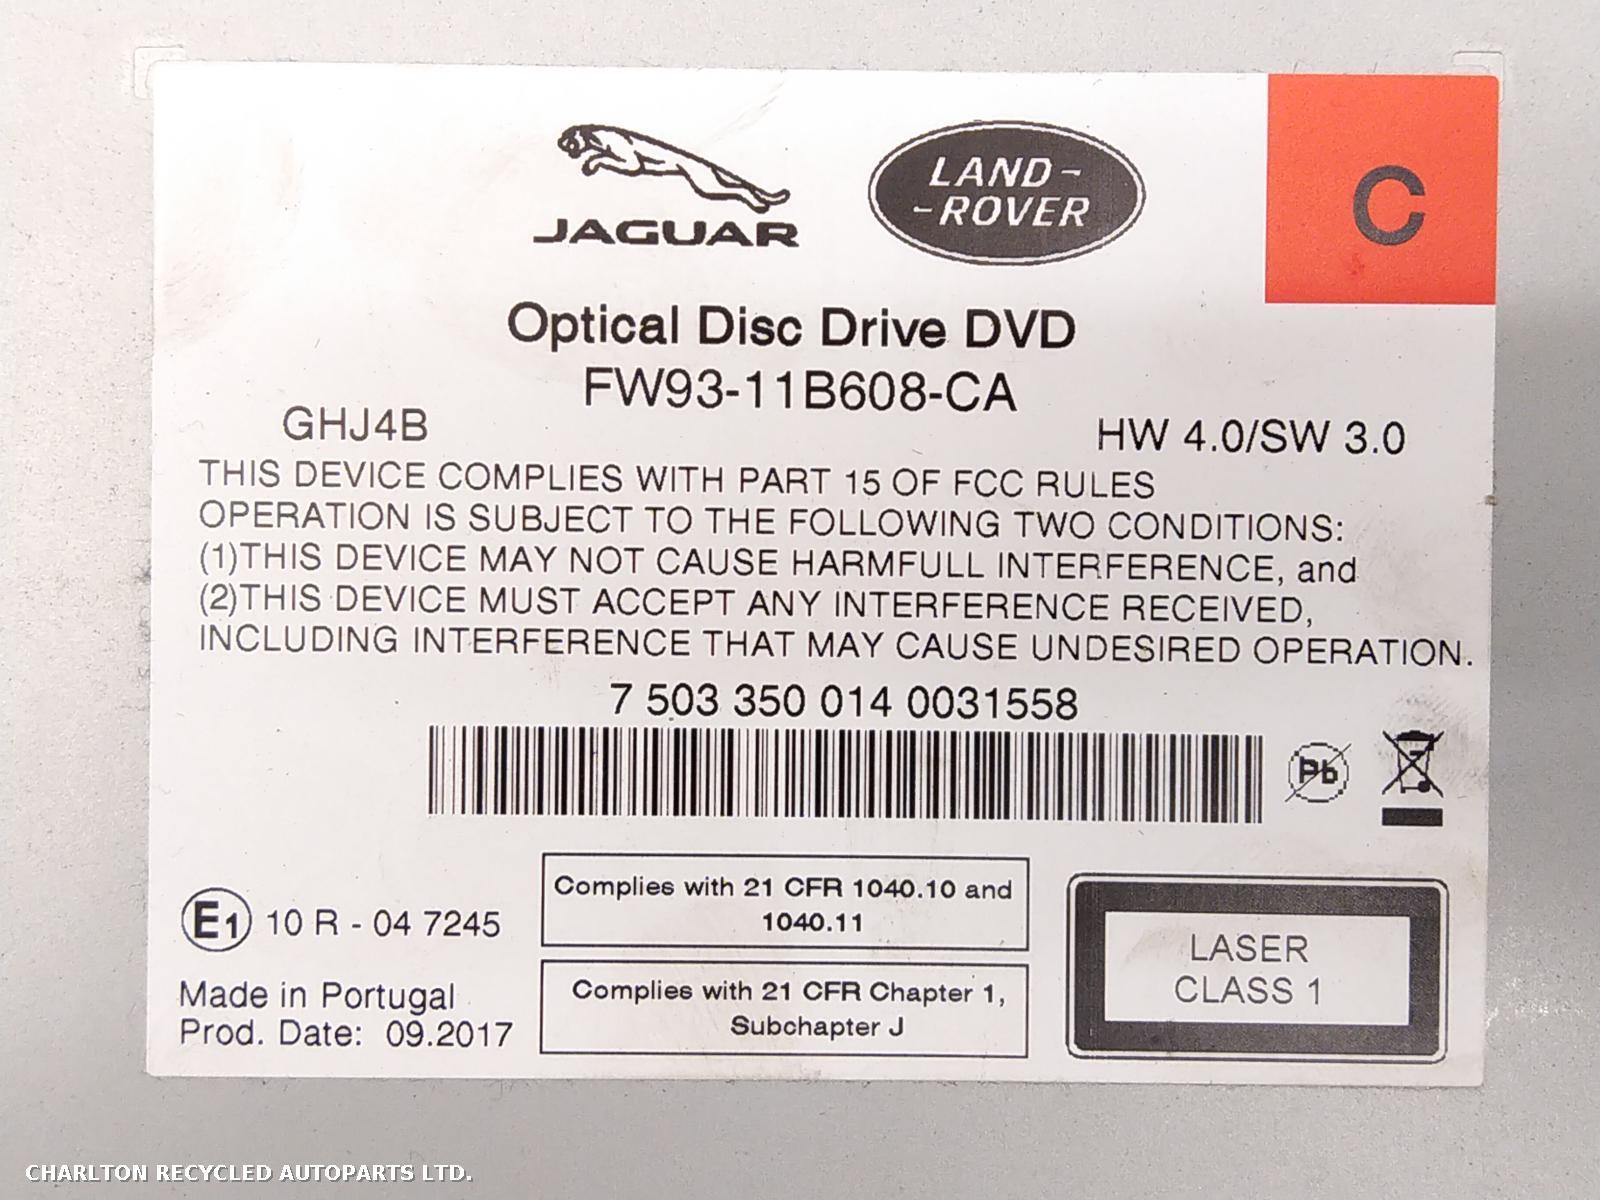 JAGUAR
LAND-
-ROVER
C
Optical Disc Drive DVD
FW93-11B608-CA
GHJ4B
HW 4.0/SW 3.0
THIS DEVICE COMPLIES WITH PART 15 OF FCC RULES
OPERATION IS SUBJECT TO THE FOLLOWING TWO CONDITIONS:
(1)THIS DEVICE MAY NOT CAUSE HARMFULL INTERFERENCE, and
(2)THIS DEVICE MUST ACCEPT ANY INTERFERENCE RECEIVED,
INCLUDING INTERFERENCE THAT MAY CAUSE UNDESIRED OPERATION.
7 503 350 014 0031558
Pb
E1 10 R - 04 7245
Made in Portugal
Prod. Date: 09.2017
Complies with 21 CFR 1040.10 and
1040.11
Complies with 21 CFR Chapter 1,
Subchapter J
LASER
CLASS 1
CHARLTON RECYCLED AUTOPARTS LTD.